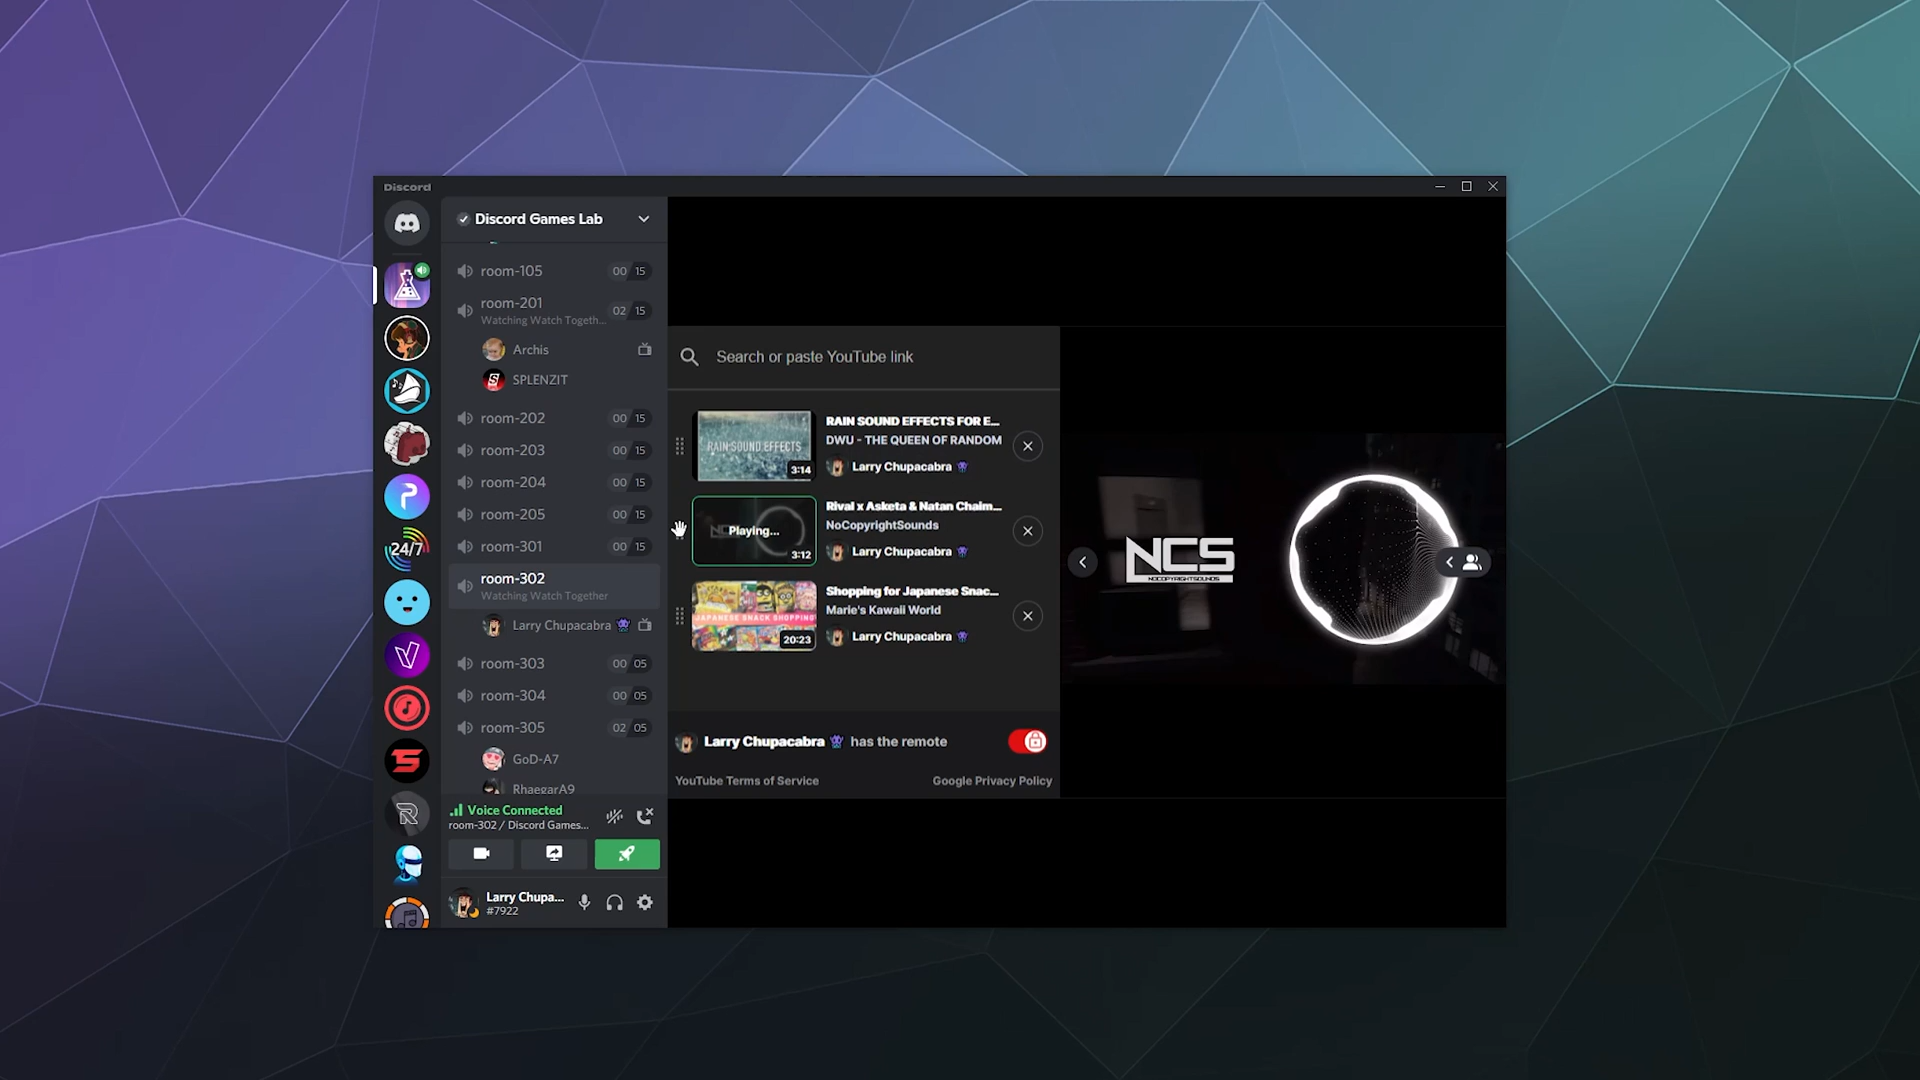 Discord
Discord Games Lab
room-105 00 15
room-201 02 15
Watching Watch Togeth...
Archis
SPLENZIT
room-202 00 15
room-203 00 15
room-204 00 15
room-205 00 15
room-301 00 15
room-302
Watching Watch Together
Larry Chupacabra
room-303 00 05
room-304 00 05
room-305 02 05
GoD-A7
RhaegarA9
Voice Connected
room-302 / Discord Games...
Larry Chupa...
#7922
24/7
Search or paste YouTube link
RAIN SOUND EFFECTS
3:14
RAIN SOUND EFFECTS FOR E...
DWU - THE QUEEN OF RANDOM
Larry Chupacabra
Playing...
3:12
Rival x Asketa & Natan Chaim...
NoCopyrightSounds
Larry Chupacabra
JAPANESE SNACK SHOPPING
20:23
Shopping for Japanese Snac...
Marie's Kawaii World
Larry Chupacabra
Larry Chupacabra has the remote
YouTube Terms of Service
Google Privacy Policy
NCS
NOCOPYRIGHTSOUNDS